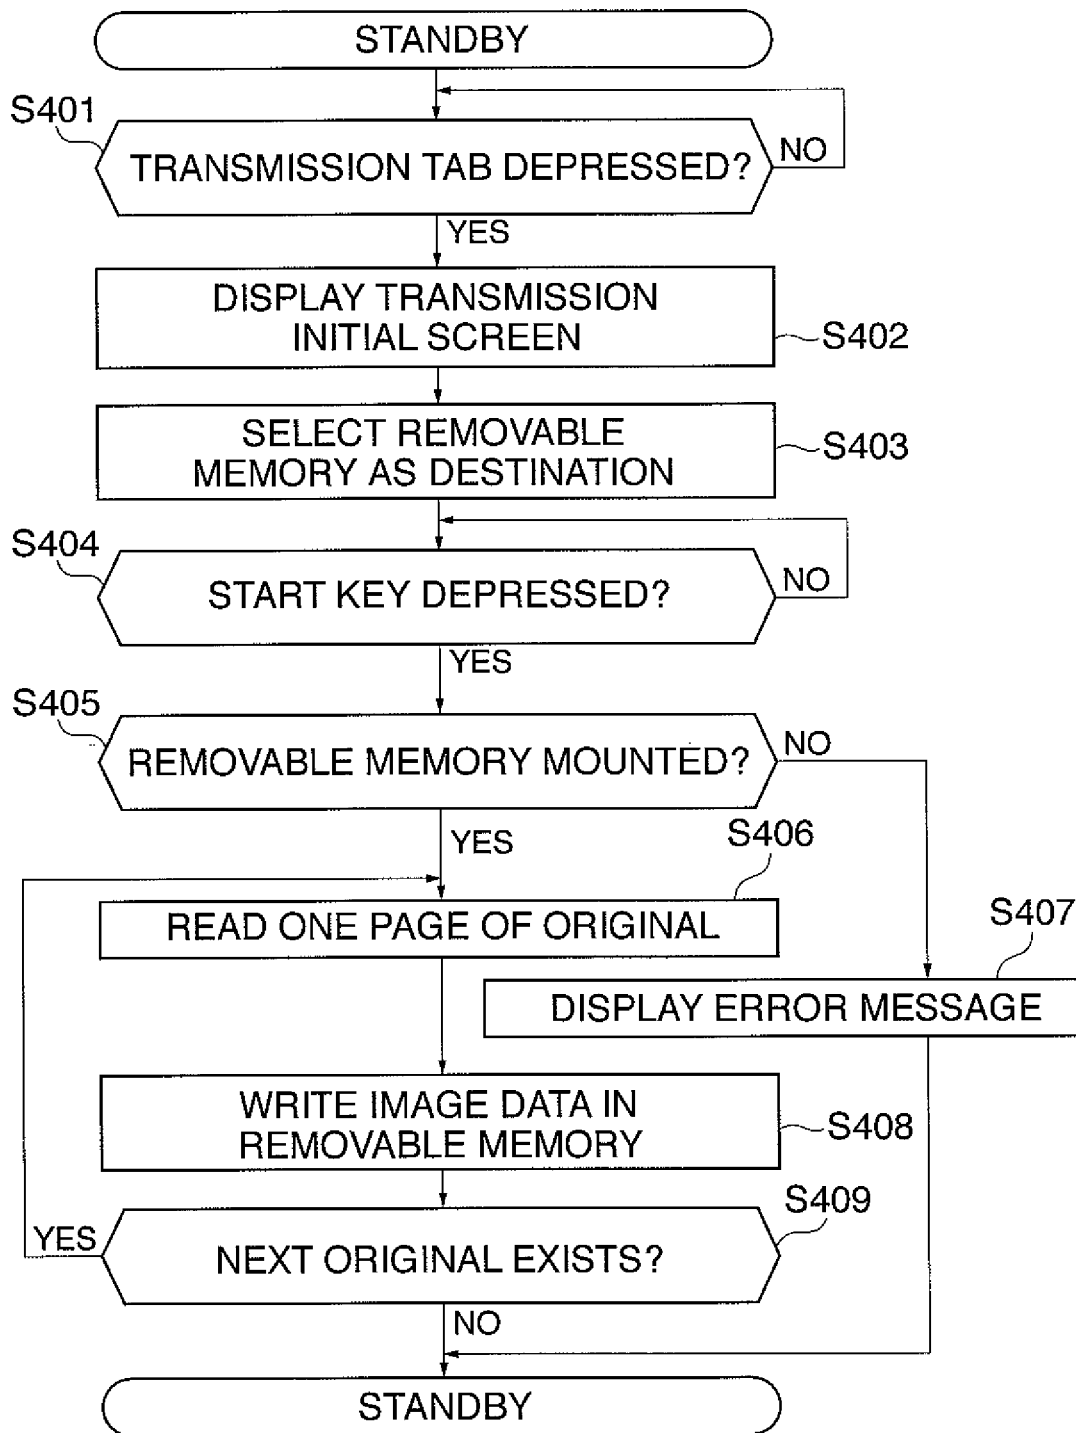 STANDBY
S401
TRANSMISSION TAB DEPRESSED?
NO
YES
DISPLAY TRANSMISSION
INITIAL SCREEN
S402
SELECT REMOVABLE
MEMORY AS DESTINATION
S403
S404
START KEY DEPRESSED?
NO
YES
S405
REMOVABLE MEMORY MOUNTED?
NO
YES
S406
READ ONE PAGE OF ORIGINAL
S407
DISPLAY ERROR MESSAGE
WRITE IMAGE DATA IN
REMOVABLE MEMORY
S408
S409
YES
NEXT ORIGINAL EXISTS?
NO
STANDBY